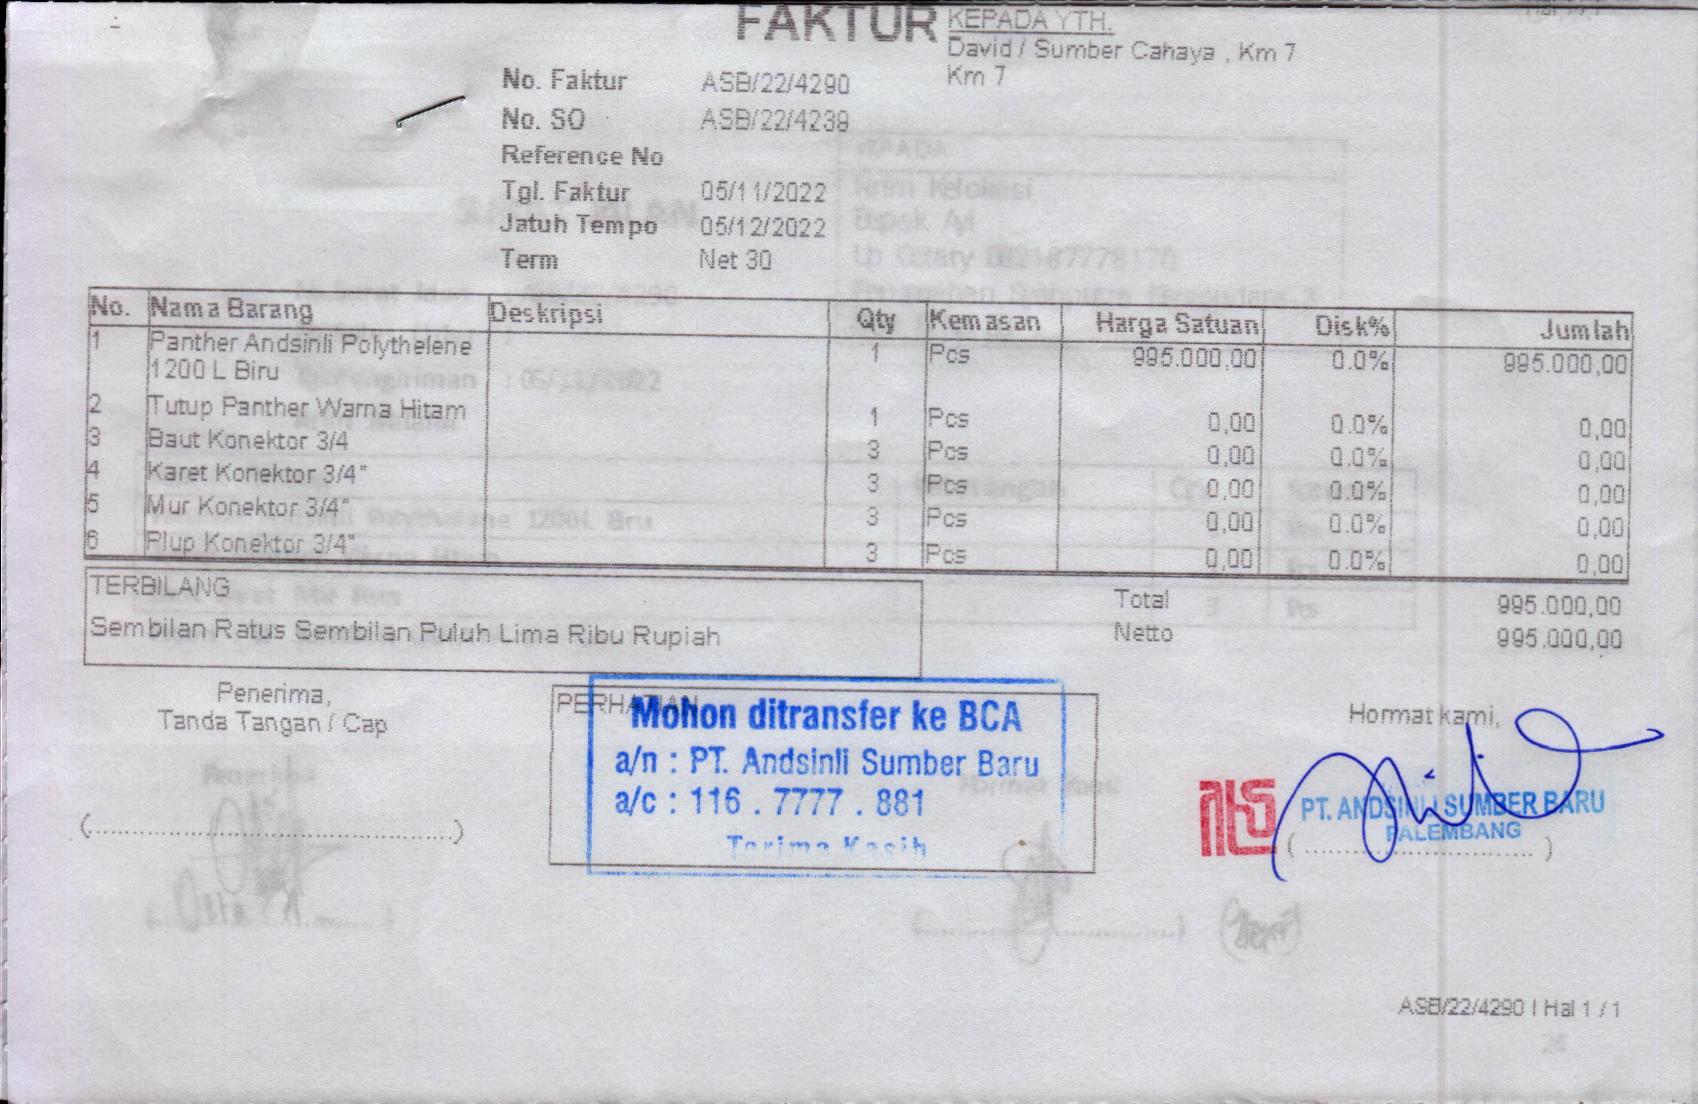 FAKTUR
KEPADA YTH.
David / Sumber Cahaya , Km 7
Km 7
No. Faktur ASB/22/4290
No. SO ASB/22/4239
Reference No
Tgl. Faktur 05/11/2022
Jatuh Tempo 05/12/2022
Term Net 30
No. Nama Barang Deskripsi Qty Kemasan Harga Satuan Disk% Jumlah
1 Panther Andsinli Polythelene 1 Pcs 995.000,00 0.0% 995.000,00
1200 L Biru
2 Tutup Panther Warna Hitam 1 Pcs 0,00 0.0% 0,00
3 Baut Konektor 3/4 3 Pcs 0,00 0.0% 0,00
4 Karet Konektor 3/4" 3 Pcs 0,00 0.0% 0,00
5 Mur Konektor 3/4" 3 Pcs 0,00 0.0% 0,00
6 Plup Konektor 3/4" 3 Pcs 0,00 0.0% 0,00
TERBILANG
Sembilan Ratus Sembilan Puluh Lima Ribu Rupiah
Total 995.000,00
Netto 995.000,00
Penerima,
Tanda Tangan / Cap
PERHATIAN
Mohon ditransfer ke BCA
a/n : PT. Andsinli Sumber Baru
a/c : 116 . 7777 . 881
Terima Kasih
Hormat kami,
PT. ANDSINLI SUMBER BARU
PALEMBANG
ASB/22/4290 | Hal 1 / 1